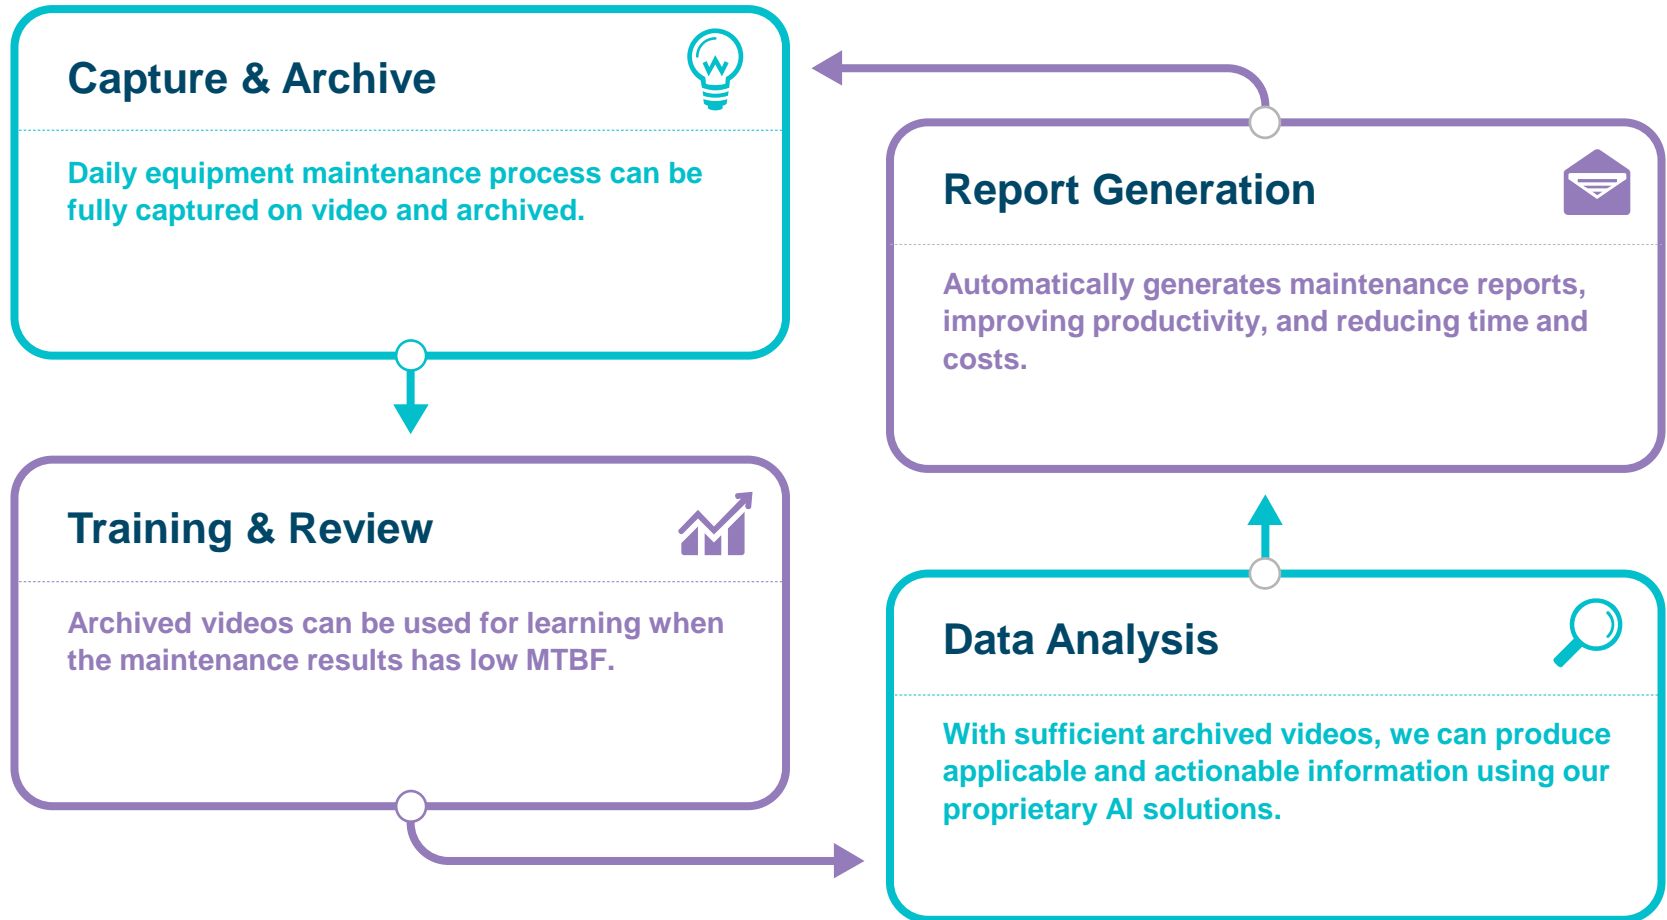 Capture & Archive
Daily equipment maintenance process can be
fully captured on video and archived.
Training & Review
Archived videos can be used for learning when
the maintenance results has low MTBF.
Data Analysis
With sufficient archived videos, we can produce
applicable and actionable information using our
proprietary AI solutions.
Report Generation
Automatically generates maintenance reports,
improving productivity, and reducing time and
costs.